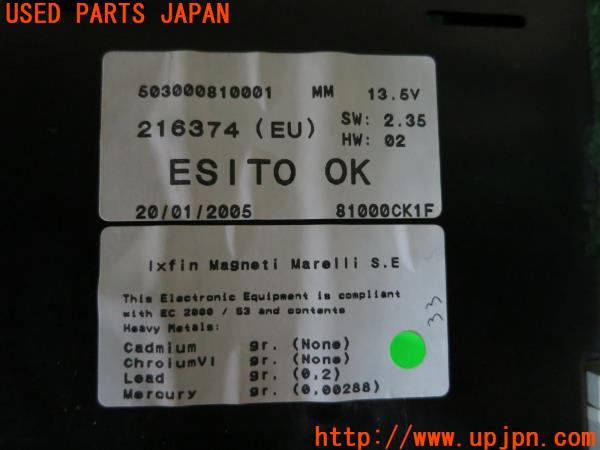 USED PARTS JAPAN
503000810001 MM 13.5V
216374 (EU) SW: 2.35
HW: 02
ESITO OK
20/01/2005 81000CK1F
Ixfin Magneti Marelli S.E
This Electronic Equipment is compliant
with EC 2000 / 53 and contents
Heavy Metals:
Cadmium gr. (None)
ChroiumVI gr. (None)
Lead gr. (0,2)
Mercury gr. (0,00288)
33
https://www.upjpn.com/